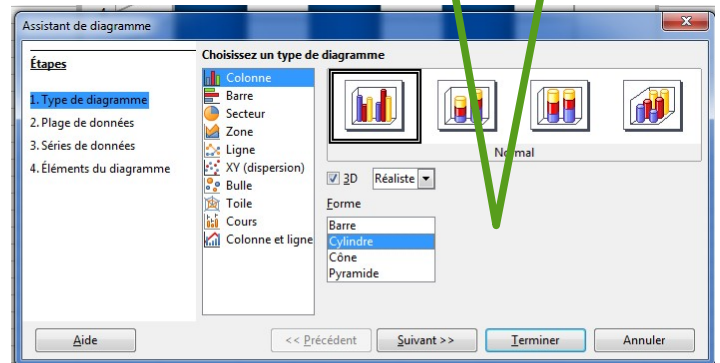 Assistant de diagramme
Étapes
1. Type de diagramme
2. Plage de données
3. Séries de données
4. Éléments du diagramme
Choisissez un type de diagramme
Colonne
Barre
Secteur
Zone
Ligne
XY (dispersion)
Bulle
Toile
Cours
Colonne et ligne
Normal
3D
Réaliste
Forme
Barre
Cylindre
Cône
Pyramide
Aide
<< Précédent
Suivant >>
Terminer
Annuler